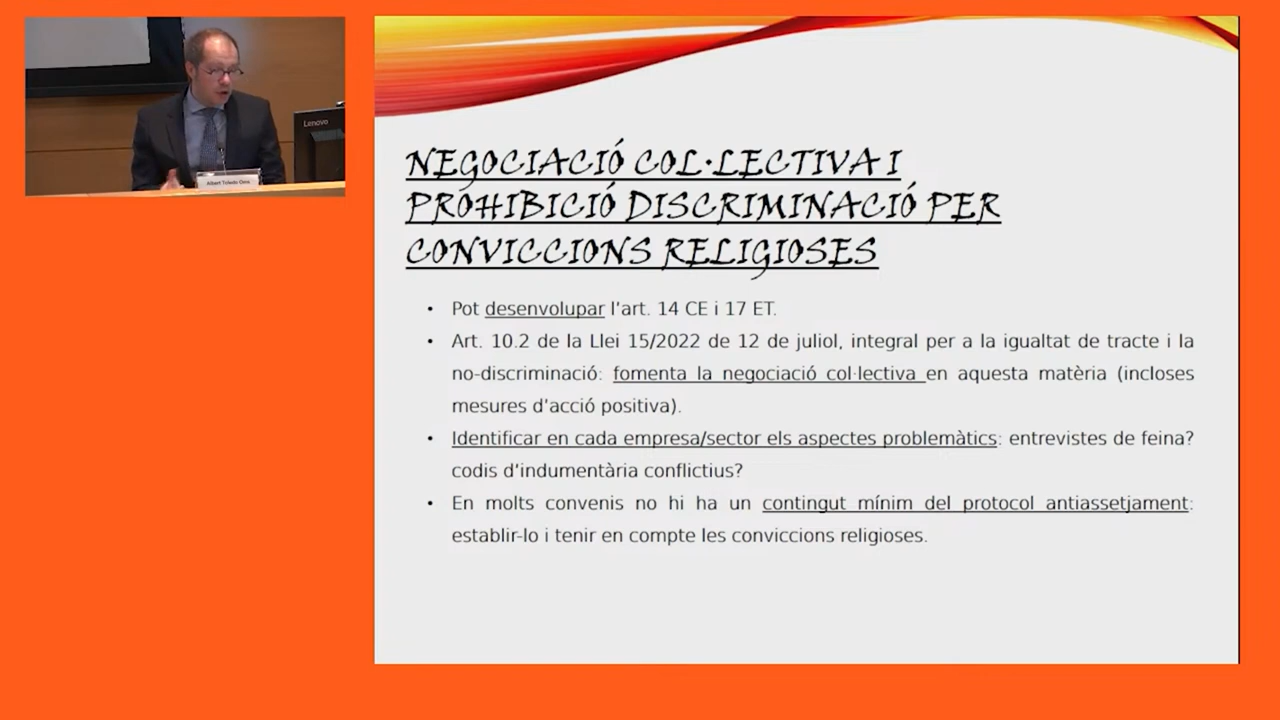 Lenovo
Albert Toledo Oms
NEGOCIACIÓ COL·LECTIVA I
PROHIBICIÓ DISCRIMINACIÓ PER
CONVICCIONS RELIGIOSES
• Pot desenvolupar l’art. 14 CE i 17 ET.
• Art. 10.2 de la Llei 15/2022 de 12 de juliol, integral per a la igualtat de tracte i la
no-discriminació: fomenta la negociació col·lectiva en aquesta matèria (incloses
mesures d’acció positiva).
• Identificar en cada empresa/sector els aspectes problemàtics: entrevistes de feina?
codis d’indumentària conflictius?
• En molts convenis no hi ha un contingut mínim del protocol antiassetjament:
establir-lo i tenir en compte les conviccions religioses.